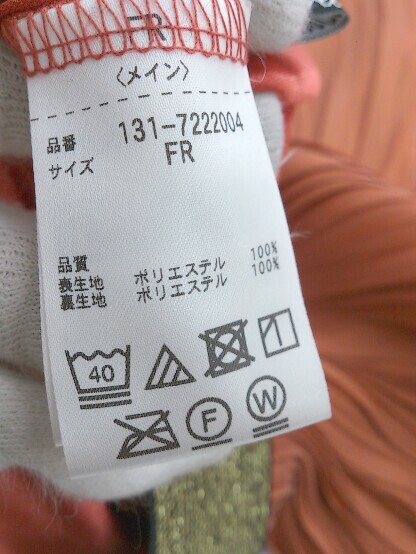 FR
〈メイン〉
品番 131-7222004
サイズ FR
品質
表生地 ポリエステル 100%
裏生地 ポリエステル 100%
40
F
W